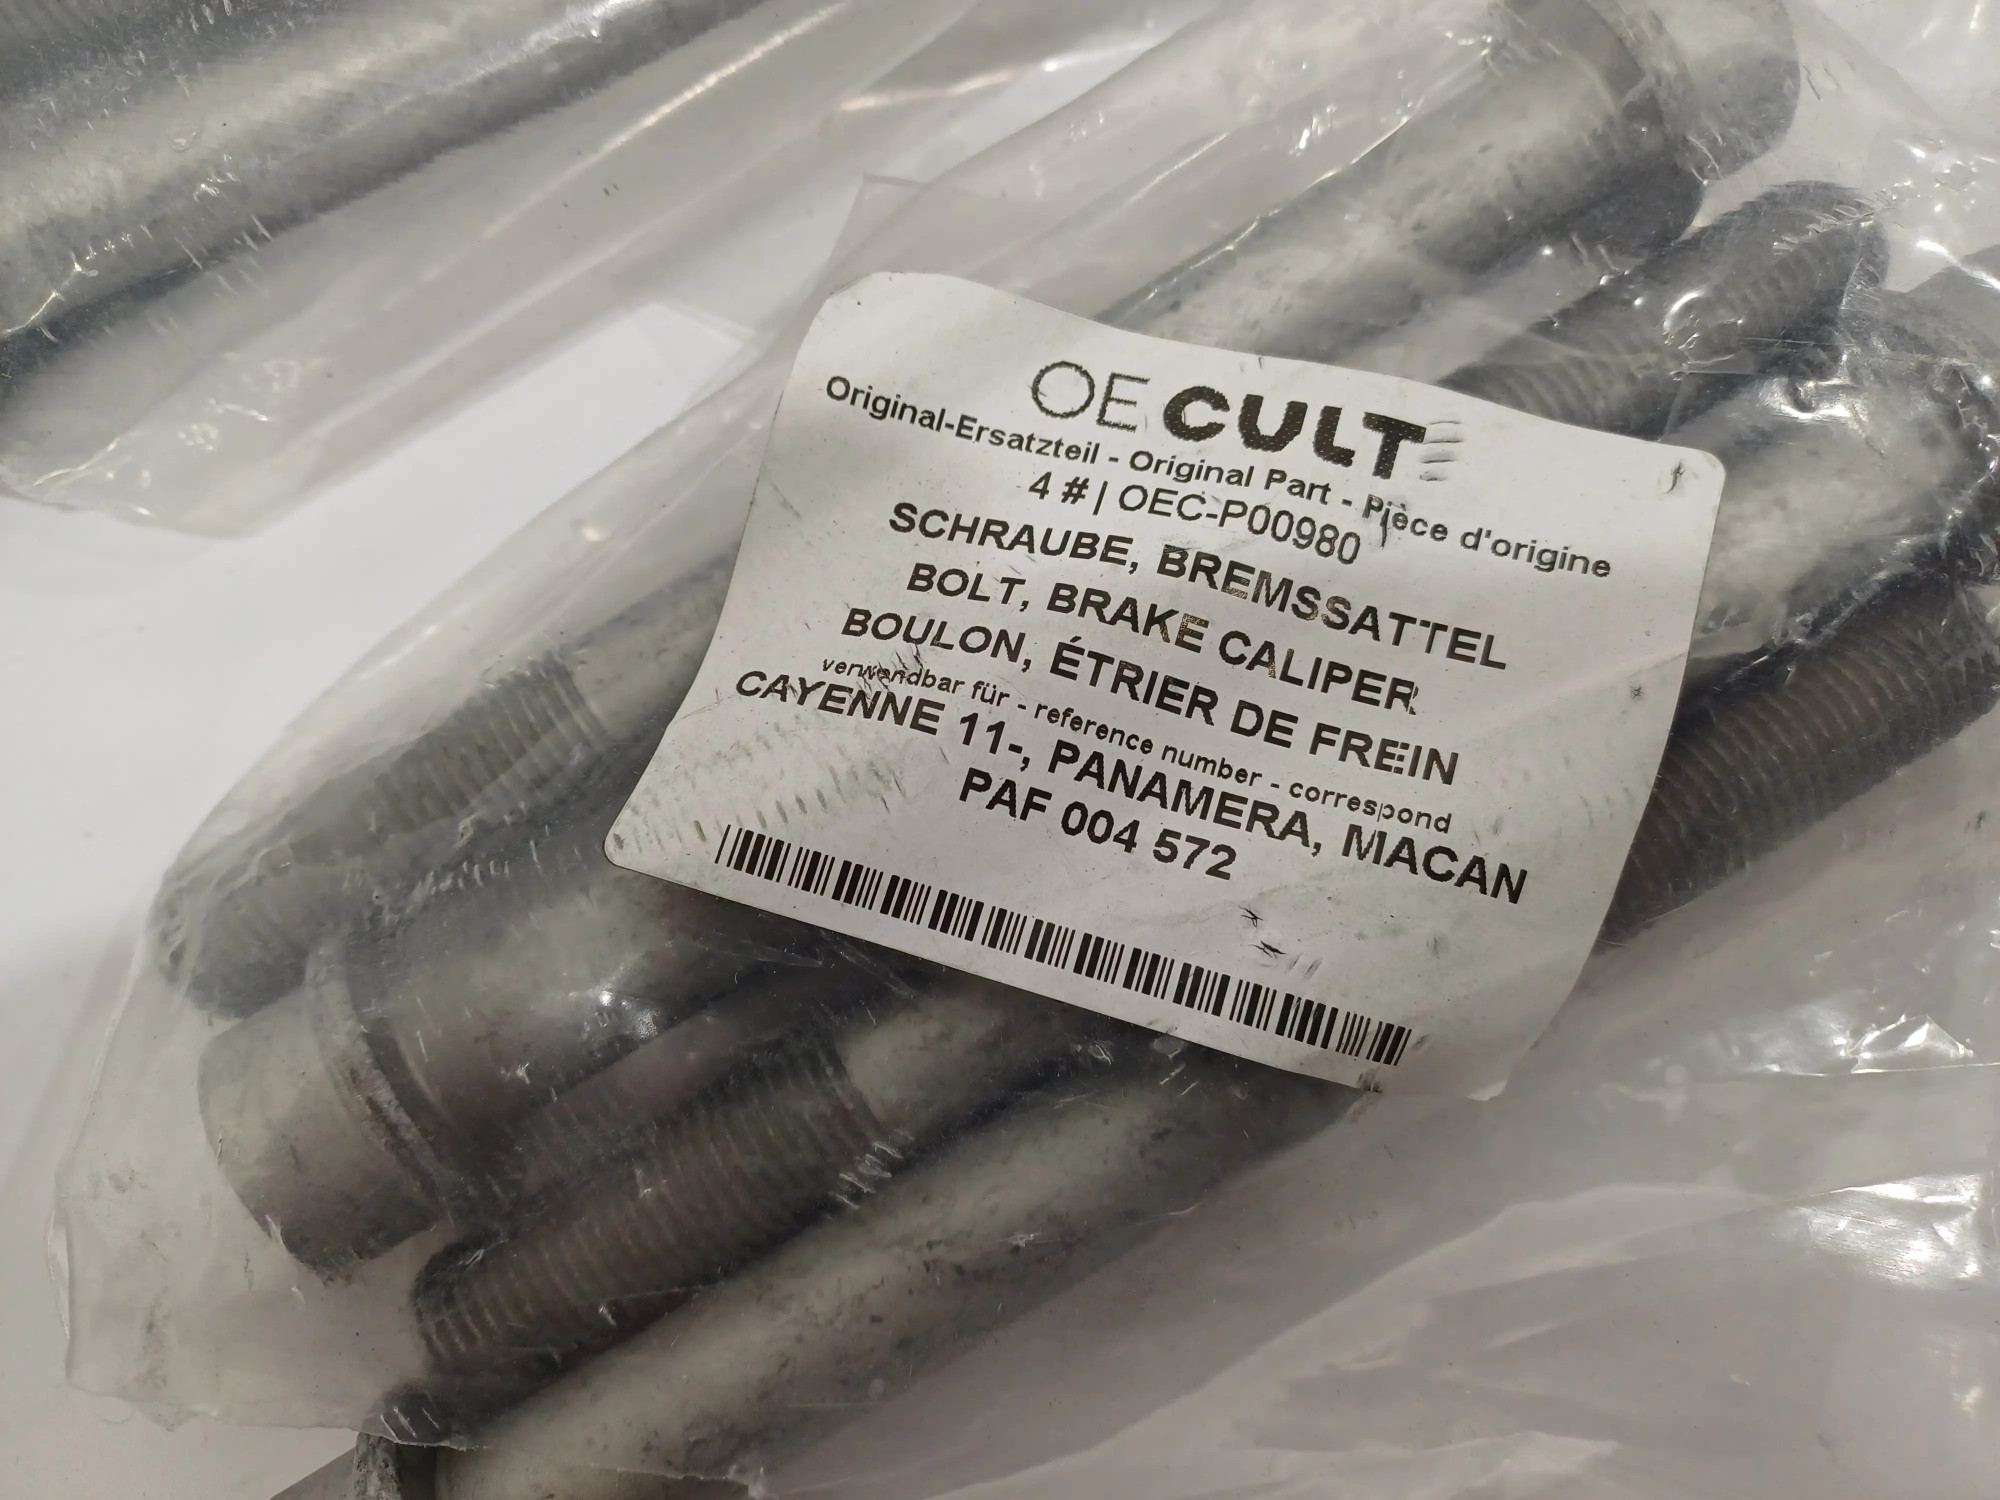 OE CULT
Original-Ersatzteil - Original Part - Pièce d'origine
4 # | OEC-P00980
SCHRAUBE, BREMSSATTEL
BOLT, BRAKE CALIPER
BOULON, ÉTRIER DE FREIN
verwendbar für - reference number - correspond
CAYENNE 11-, PANAMERA, MACAN
PAF 004 572